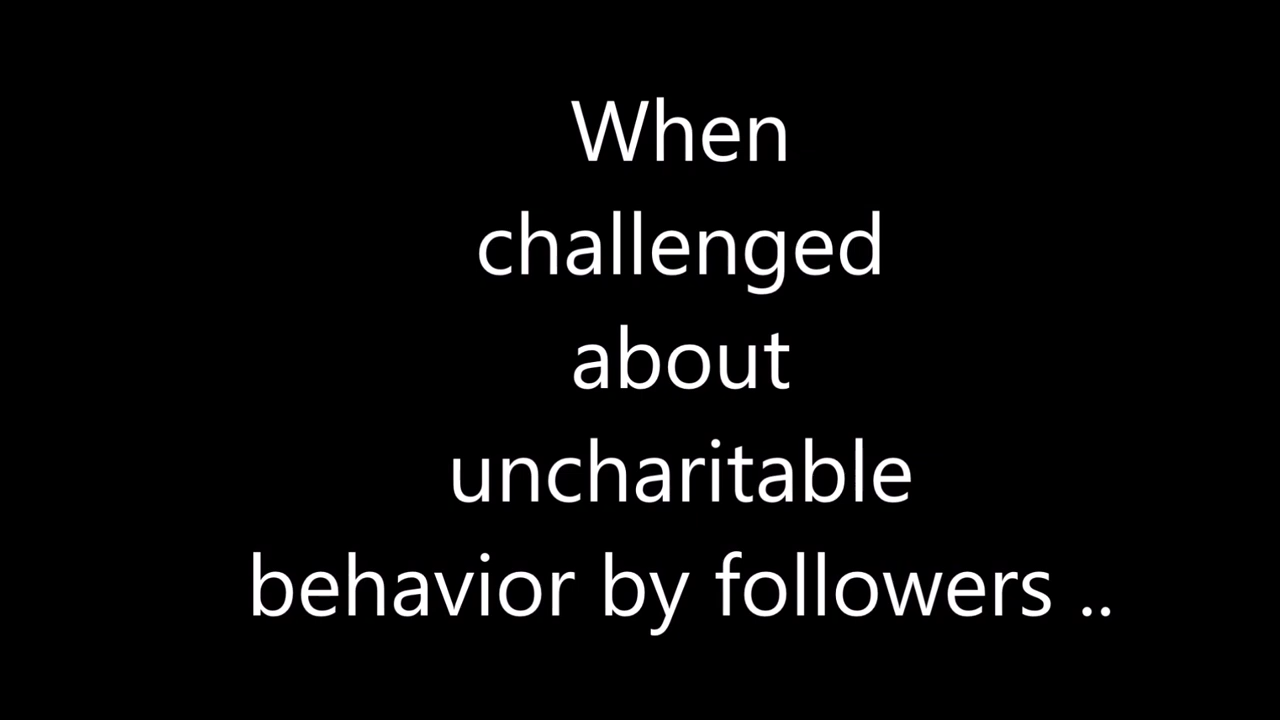 When
challenged
about
uncharitable
behavior by followers ..